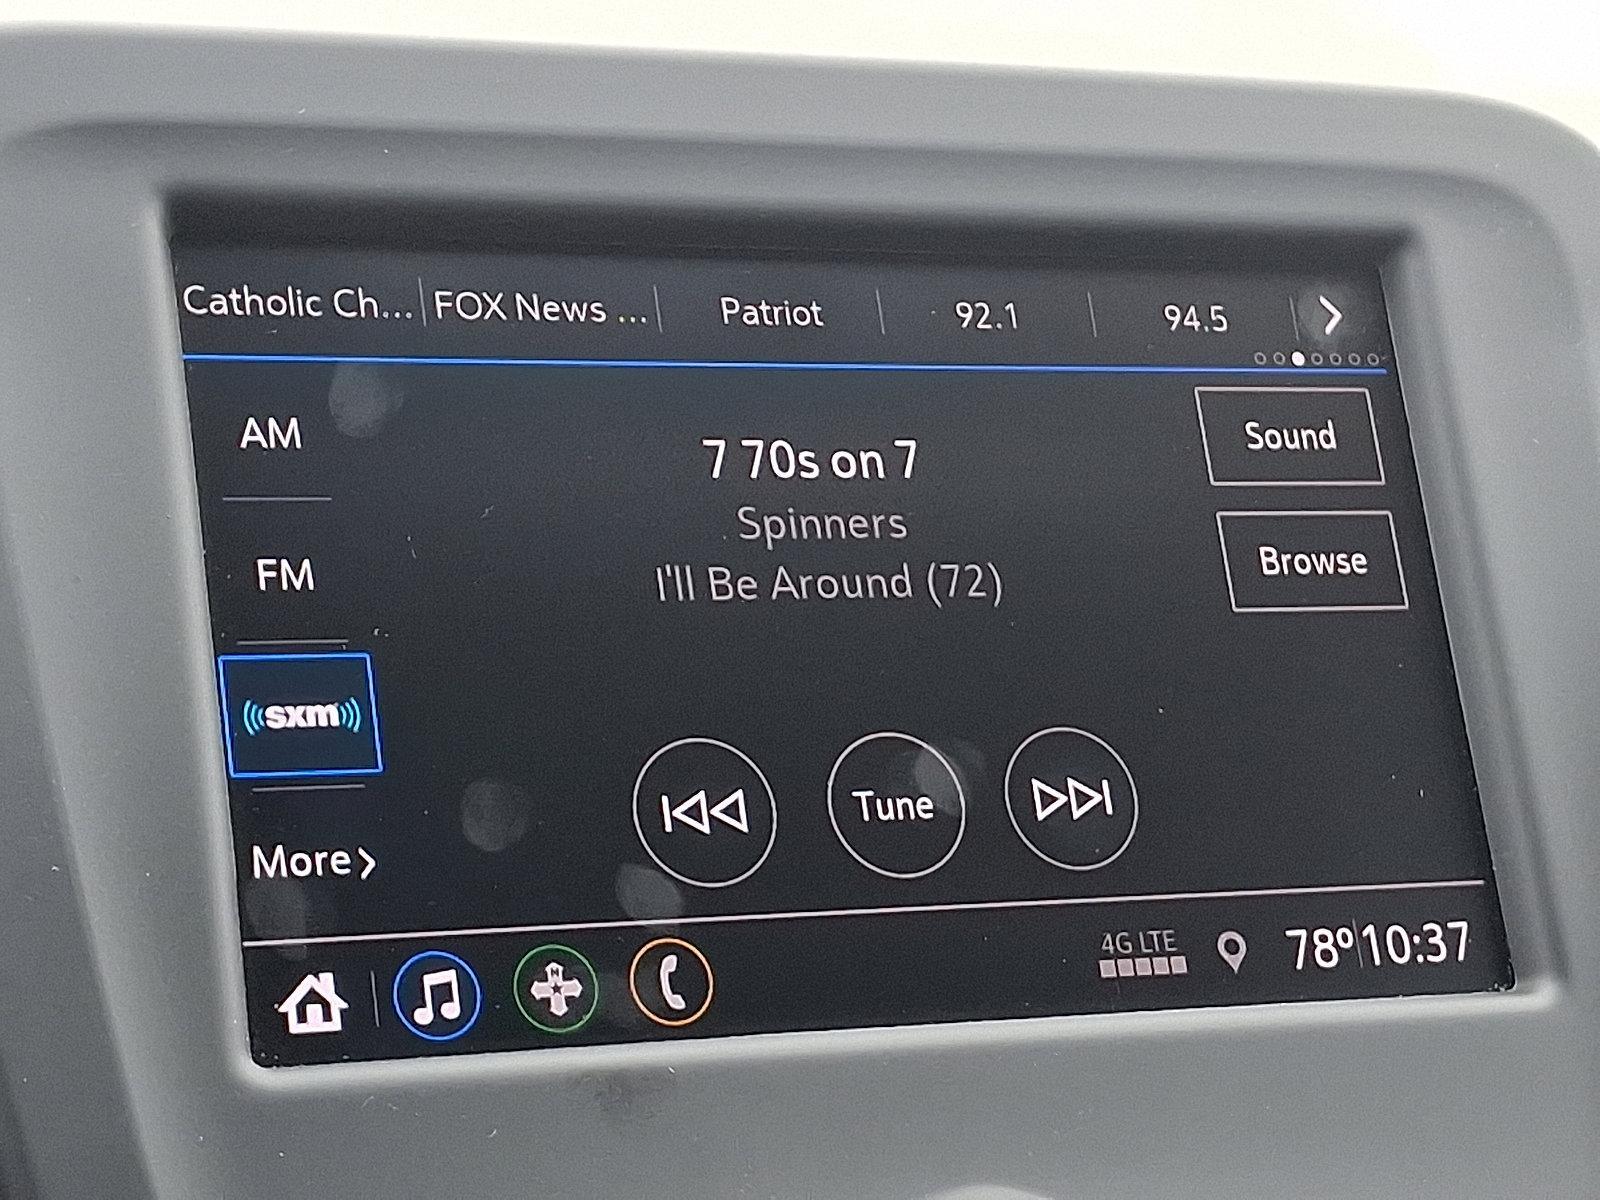 Catholic Ch... FOX News ... Patriot 92.1 94.5
AM
7 70s on 7
Sound
Spinners
I'll Be Around (72)
FM
Browse
sxm
Tune
More
4G LTE
78° 10:37
N